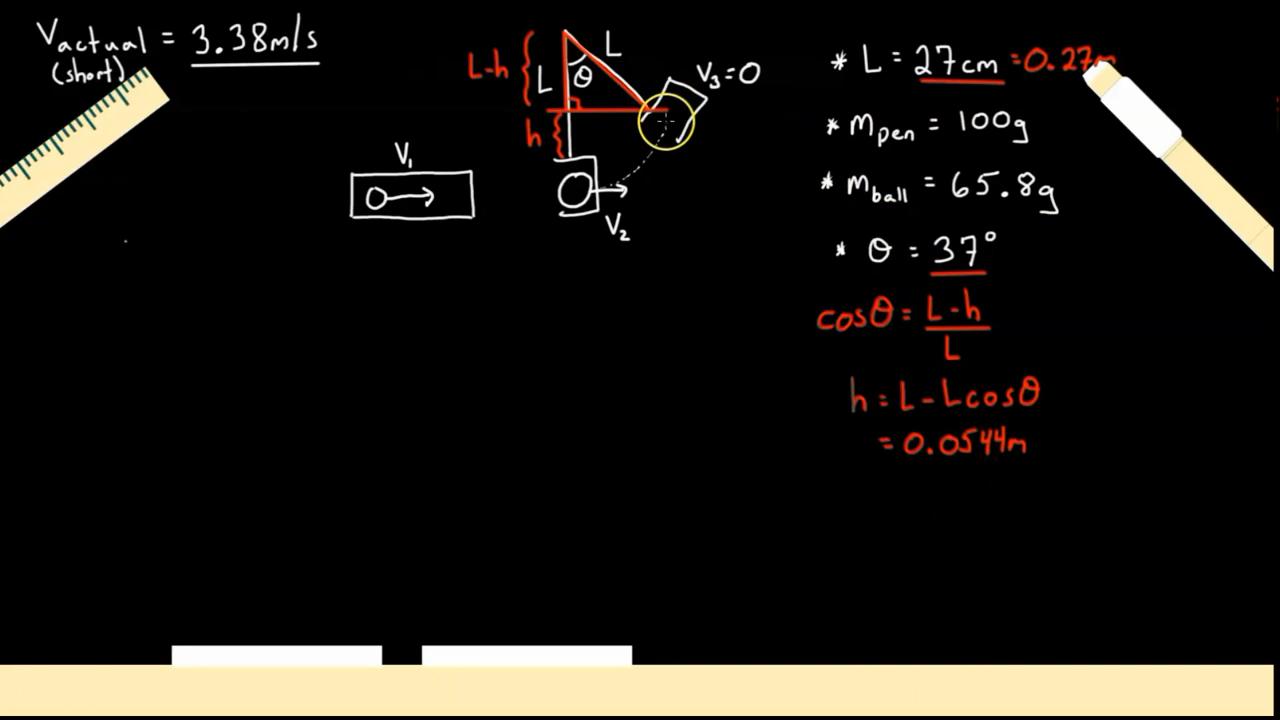 Vactual = 3.38m/s
(short)
L-h
L
L
θ
h
V₃=0
V₁
V₂
* L = 27cm = 0.27m
* mpen = 100g
* mball = 65.8g
* θ = 37°
cosθ = L-h
L
h = L - Lcosθ
= 0.0544m